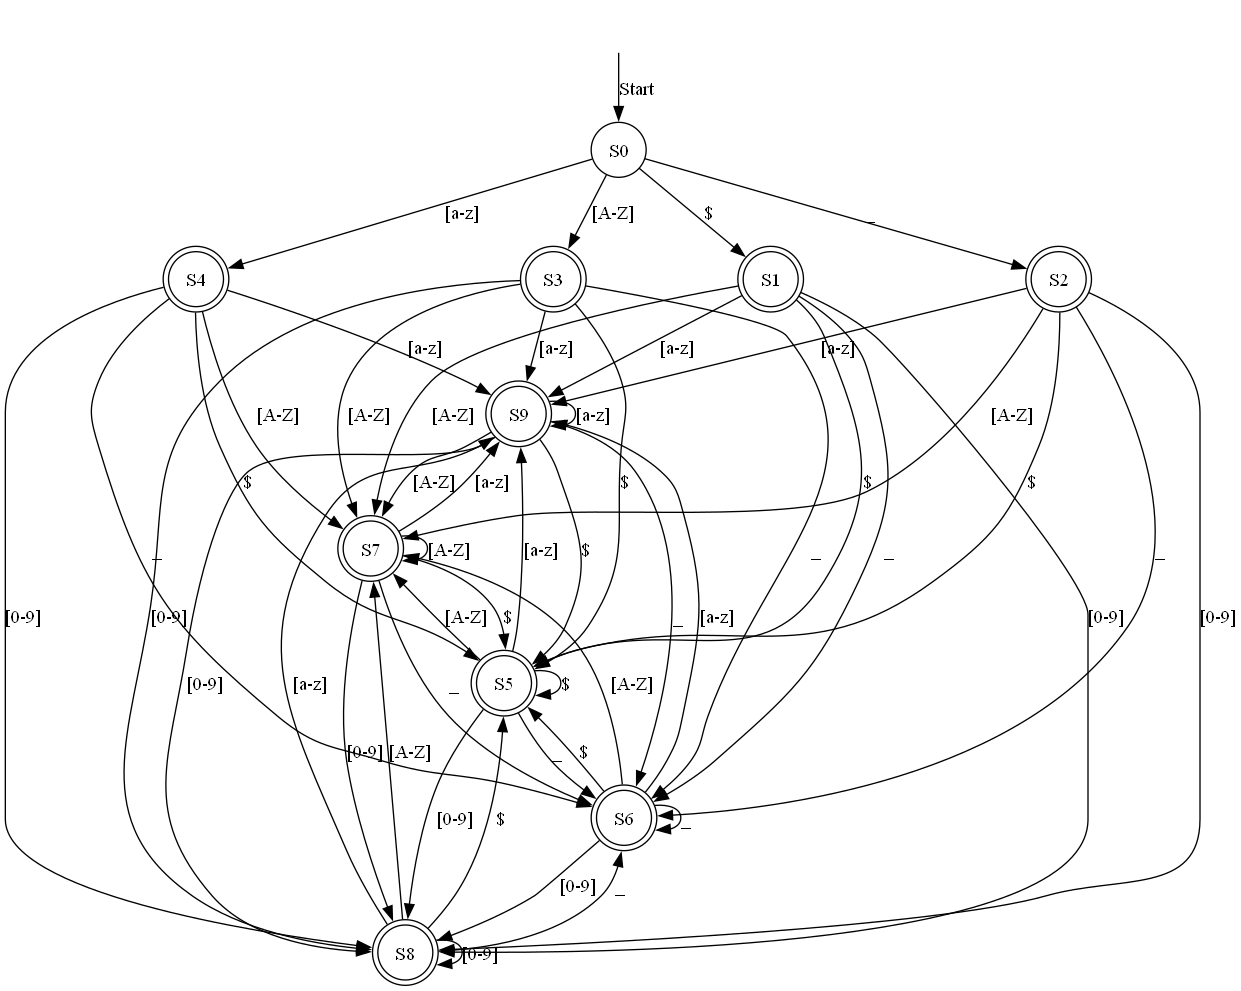 Start
S0
[a-z]
[A-Z]
$
_
S4
S3
S1
S2
[a-z]
[a-z]
[a-z]
[a-z]
[A-Z]
[A-Z]
[A-Z]
S9
[a-z]
[A-Z]
$
[A-Z]
[a-z]
$
$
$
S7
[A-Z]
[a-z]
$
_
_
_
_
[0-9]
[0-9]
[A-Z]
$
_
[a-z]
[0-9]
[0-9]
[0-9]
[a-z]
_
S5
$
[A-Z]
[0-9]
[A-Z]
_
$
[0-9]
$
S6
_
[0-9]
_
S8
[0-9]